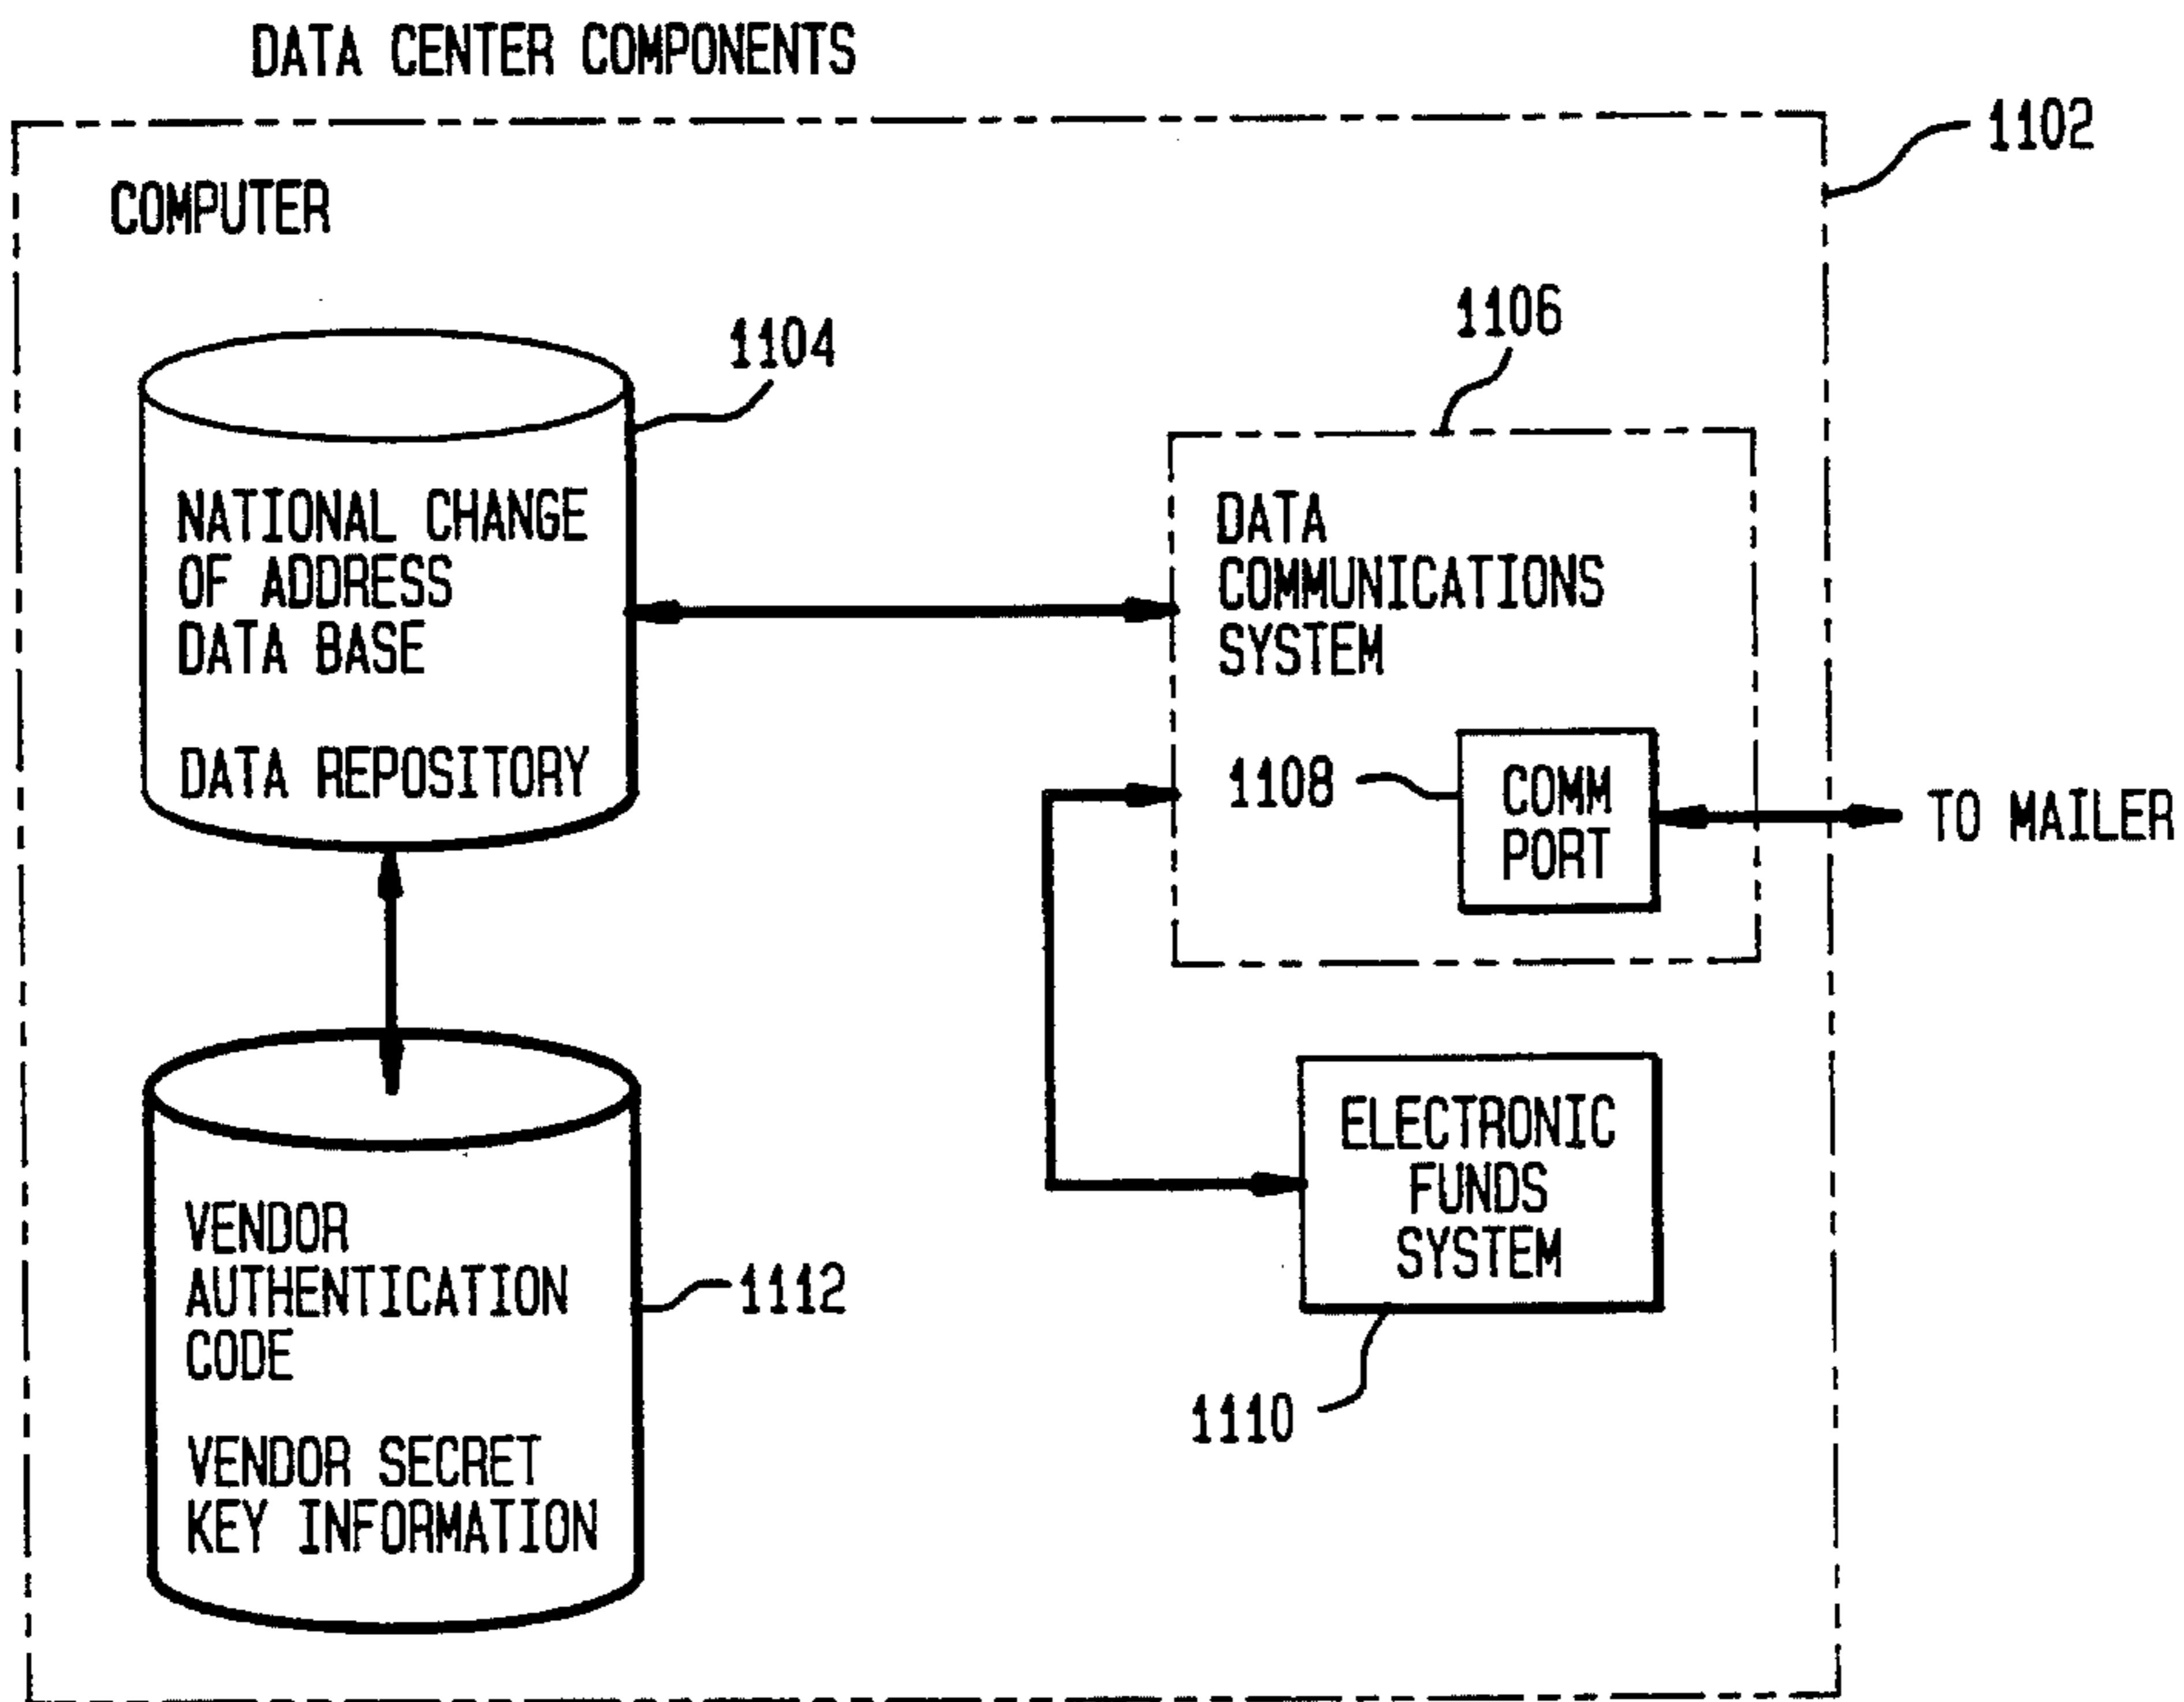 DATA CENTER COMPONENTS
1102
COMPUTER
1104
1106
NATIONAL CHANGE
OF ADDRESS
DATA BASE
DATA REPOSITORY
DATA
COMMUNICATIONS
SYSTEM
1108
COMM
PORT
TO MAILER
VENDOR
AUTHENTICATION
CODE
VENDOR SECRET
KEY INFORMATION
1112
ELECTRONIC
FUNDS
SYSTEM
1110